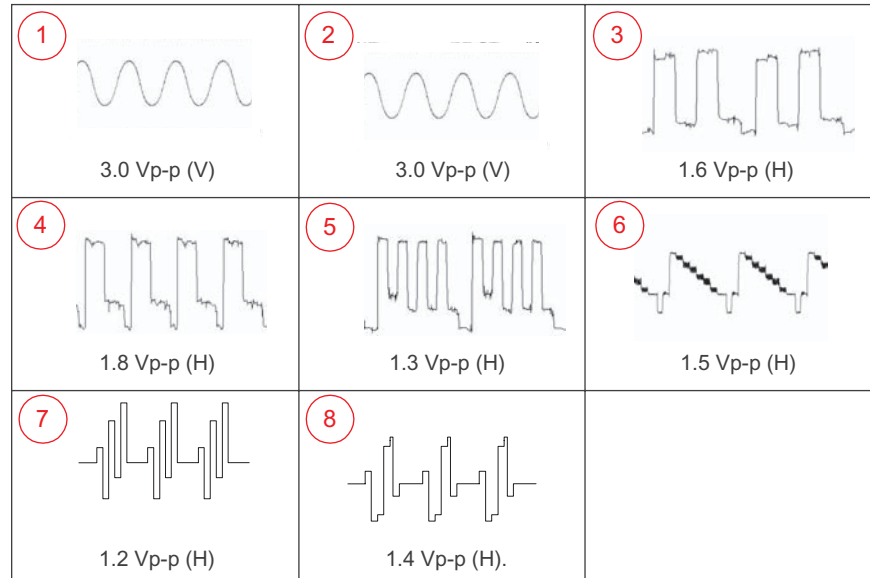 1
2
3
3.0 Vp-p (V)
3.0 Vp-p (V)
1.6 Vp-p (H)
4
5
6
1.8 Vp-p (H)
1.3 Vp-p (H)
1.5 Vp-p (H)
7
8
1.2 Vp-p (H)
1.4 Vp-p (H).